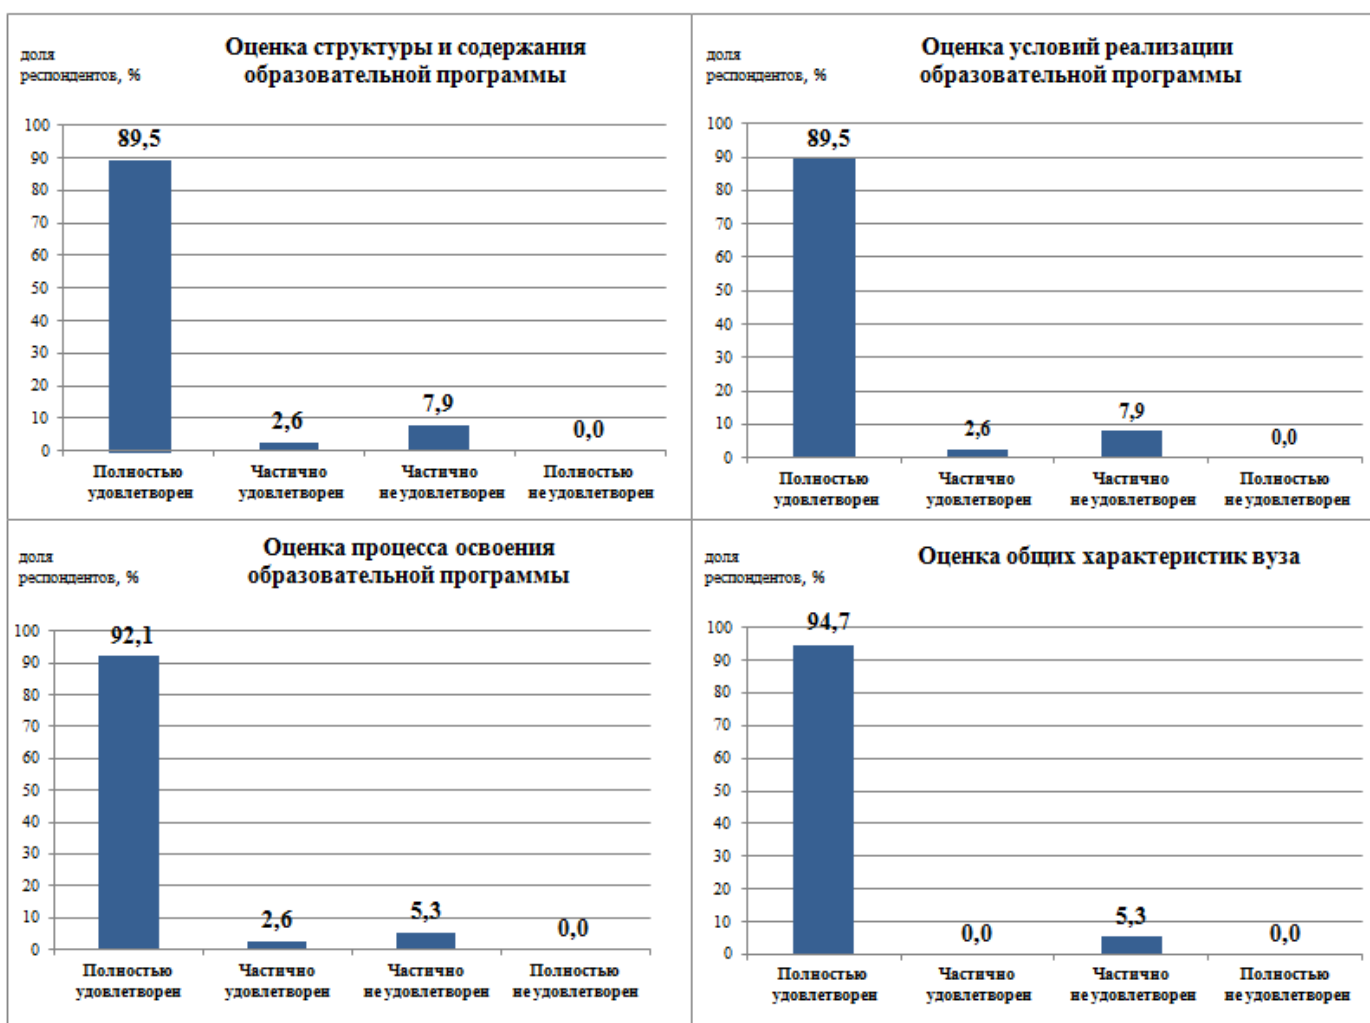 доля
респондентов, %
Оценка структуры и содержания
образовательной программы
100
90
80
70
60
50
40
30
20
10
0
89,5
2,6
7,9
0,0
Полностью
удовлетворен
Частично
удовлетворен
Частично
не удовлетворен
Полностью
не удовлетворен
доля
респондентов, %
Оценка условий реализации
образовательной программы
100
90
80
70
60
50
40
30
20
10
0
89,5
2,6
7,9
0,0
Полностью
удовлетворен
Частично
удовлетворен
Частично
не удовлетворен
Полностью
не удовлетворен
доля
респондентов, %
Оценка процесса освоения
образовательной программы
100
90
80
70
60
50
40
30
20
10
0
92,1
2,6
5,3
0,0
Полностью
удовлетворен
Частично
удовлетворен
Частично
не удовлетворен
Полностью
не удовлетворен
доля
респондентов, %
Оценка общих характеристик вуза
100
90
80
70
60
50
40
30
20
10
0
94,7
0,0
5,3
0,0
Полностью
удовлетворен
Частично
удовлетворен
Частично
не удовлетворен
Полностью
не удовлетворен